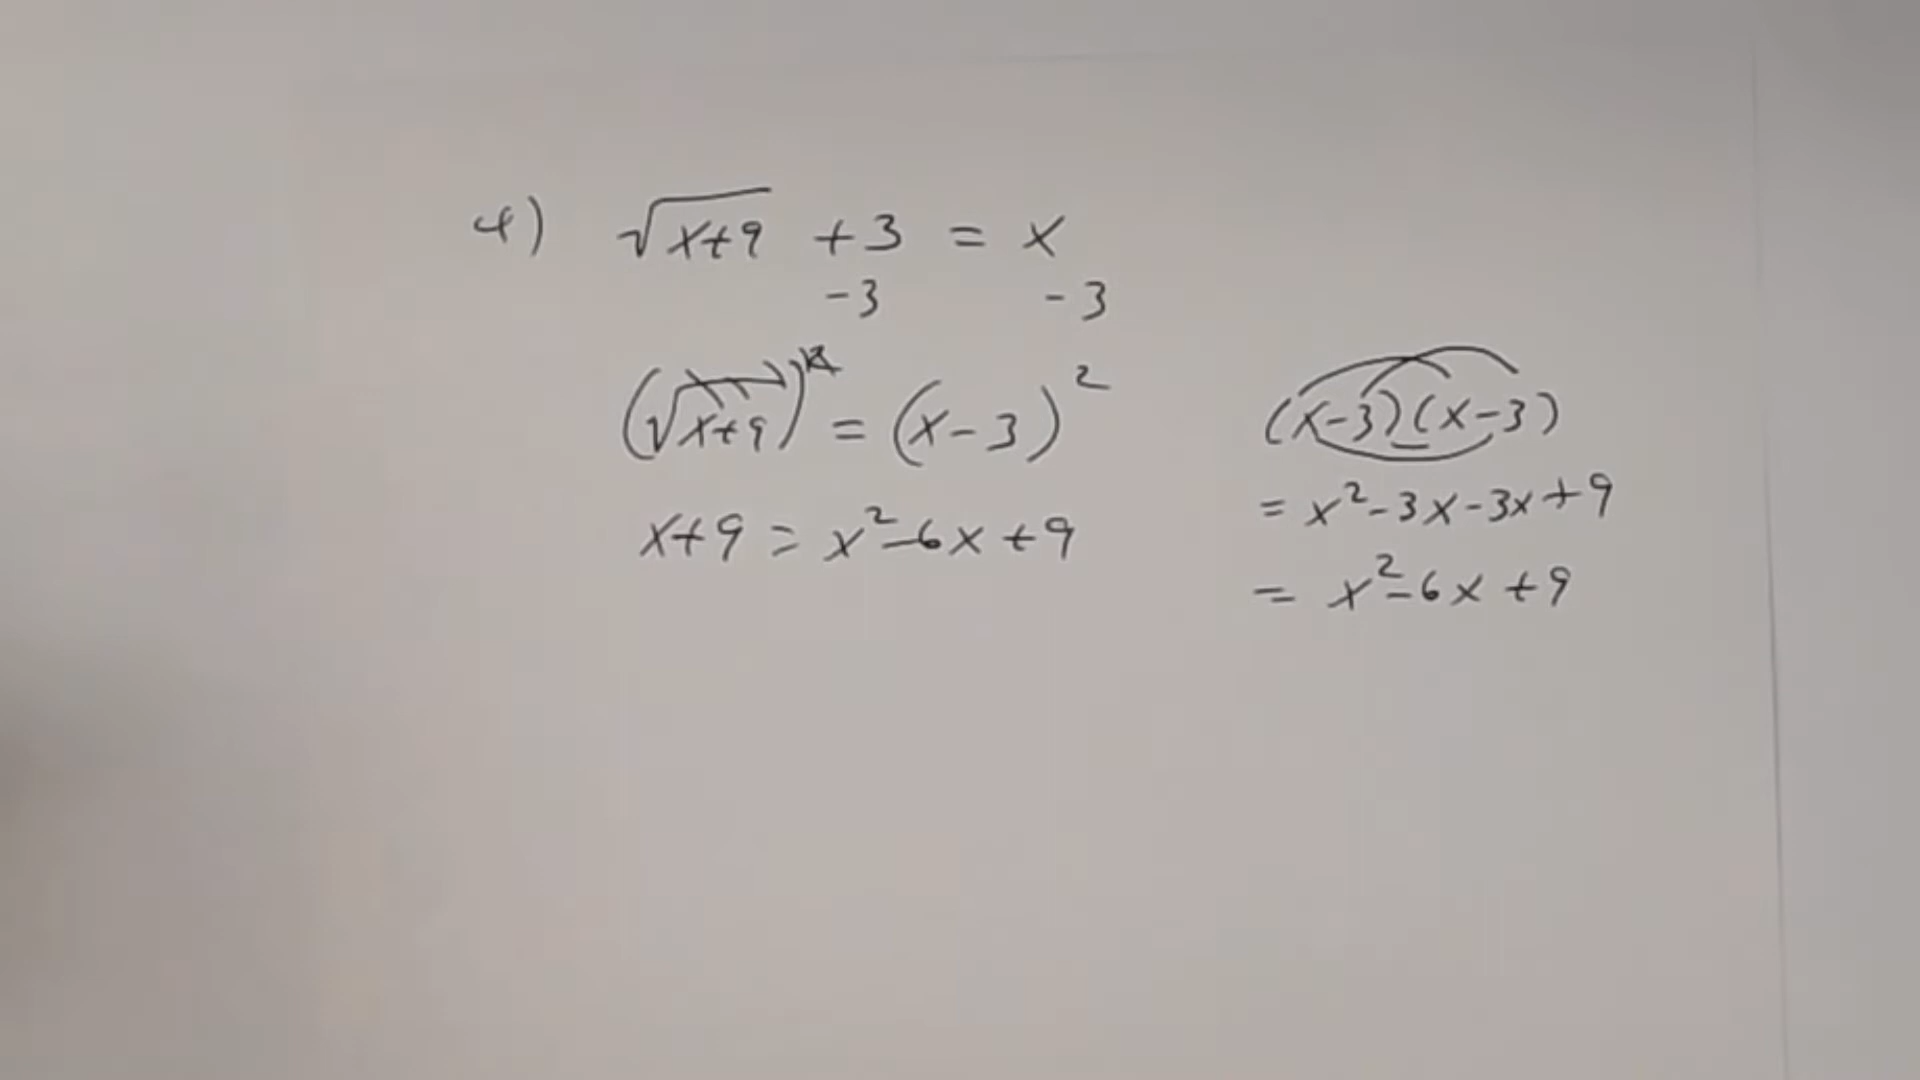 4) √(x+9) + 3 = x
-3 -3
(√(x+9))² = (x-3)²
x+9 = x²-6x+9
(x-3)(x-3)
= x²-3x-3x+9
= x²-6x+9